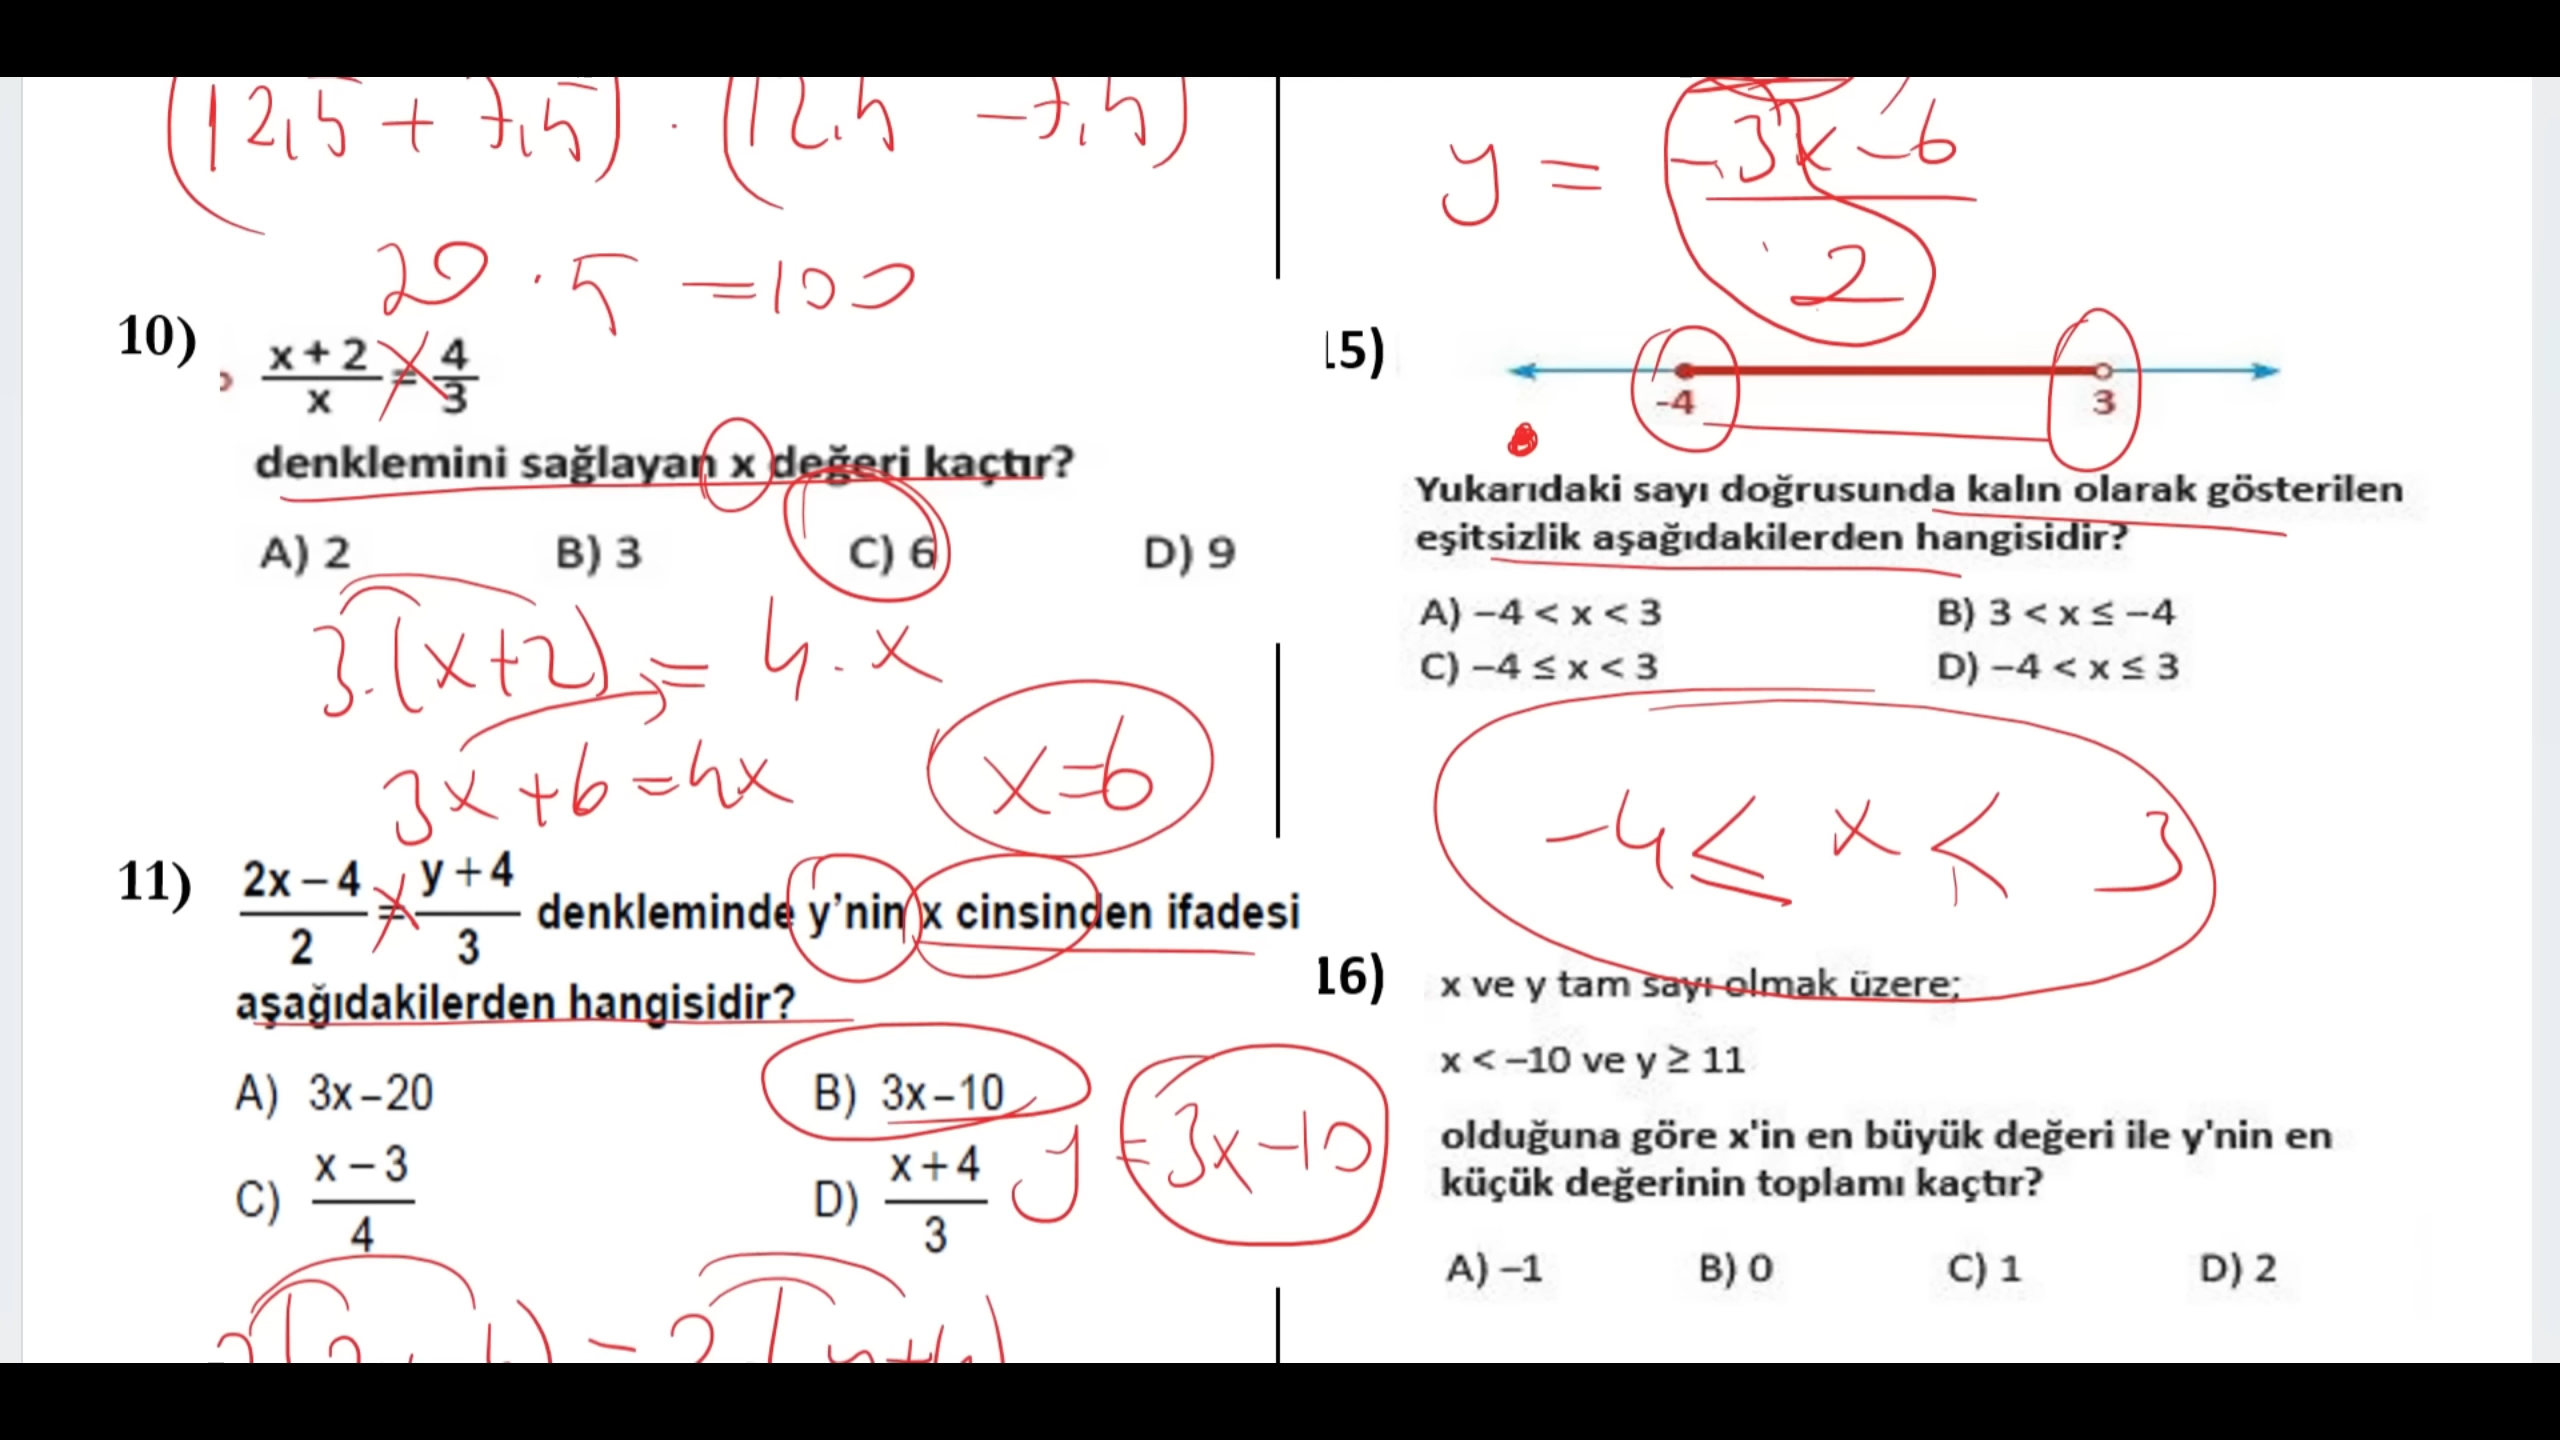 (12,5 + 7,5) . (12,5 - 7,5)
20 . 5 = 100
10)
x + 2 / x = 4 / 3
denklemini sağlayan x değeri kaçtır?
A) 2 B) 3 C) 6 D) 9
3.(x+2) = 4.x
3x + 6 = 4x
x = 6
11) 2x – 4 / 2 = y + 4 / 3 denkleminde y'nin x cinsinden ifadesi
aşağıdakilerden hangisidir?
A) 3x – 20 B) 3x – 10
C) x – 3 / 4 D) x + 4 / 3
y = 3x - 10
y = -3x - 6 / 2
15)
-4 3
Yukarıdaki sayı doğrusunda kalın olarak gösterilen
eşitsizlik aşağıdakilerden hangisidir?
A) –4 < x < 3 B) 3 < x ≤ –4
C) –4 ≤ x < 3 D) –4 < x ≤ 3
-4 ≤ x < 3
16) x ve y tam sayı olmak üzere;
x < –10 ve y ≥ 11
olduğuna göre x'in en büyük değeri ile y'nin en
küçük değerinin toplamı kaçtır?
A) –1 B) 0 C) 1 D) 2